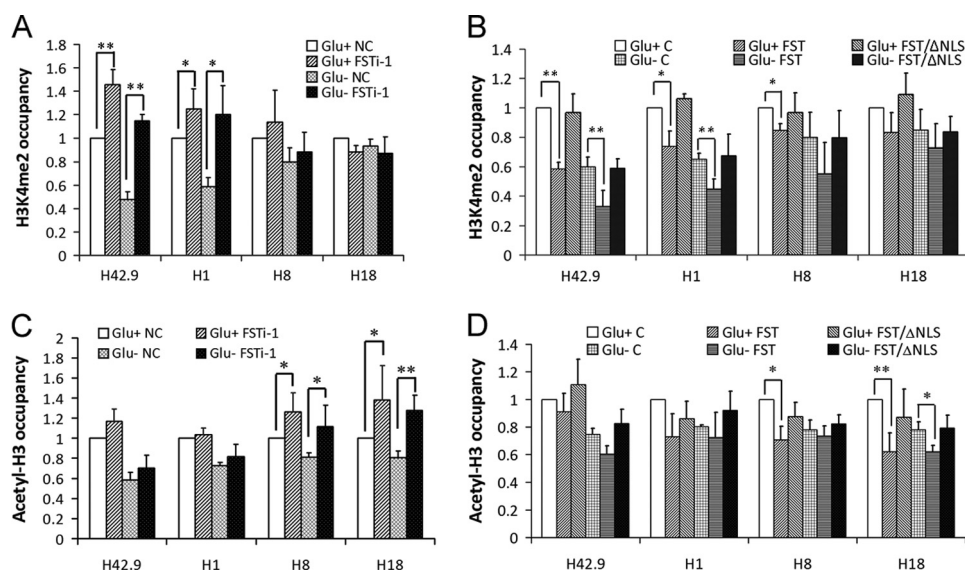 A
H3K4me2 occupancy
1.8
1.6
1.4
1.2
1
0.8
0.6
0.4
0.2
0
** ** * *
Glu+ NC
Glu+ FSTi-1
Glu- NC
Glu- FSTi-1
H42.9 H1 H8 H18
B
H3K4me2 occupancy
1.4
1.2
1
0.8
0.6
0.4
0.2
0
Glu+ C Glu+ FST Glu+ FST/ΔNLS
Glu- C Glu- FST Glu- FST/ΔNLS
** ** * ** *
H42.9 H1 H8 H18
C
Acetyl-H3 occupancy
2
1.8
1.6
1.4
1.2
1
0.8
0.6
0.4
0.2
0
Glu+ NC Glu+ FSTi-1
Glu- NC Glu- FSTi-1
* * * **
H42.9 H1 H8 H18
D
Acetyl-H3 occupancy
1.4
1.2
1
0.8
0.6
0.4
0.2
0
Glu+ C Glu+ FST Glu+ FST/ΔNLS
Glu- C Glu- FST Glu- FST/ΔNLS
* ** *
H42.9 H1 H8 H18